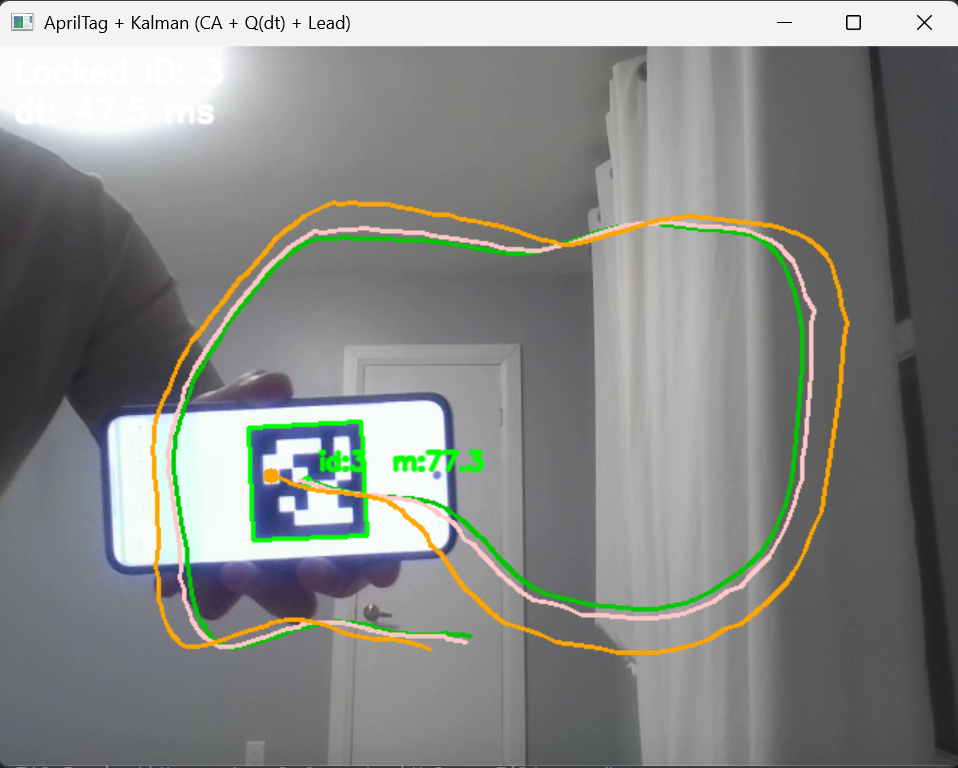 AprilTag + Kalman (CA + Q(dt) + Lead)
Locked ID: 3
dt: 47.5 ms
id:3 m:77.3